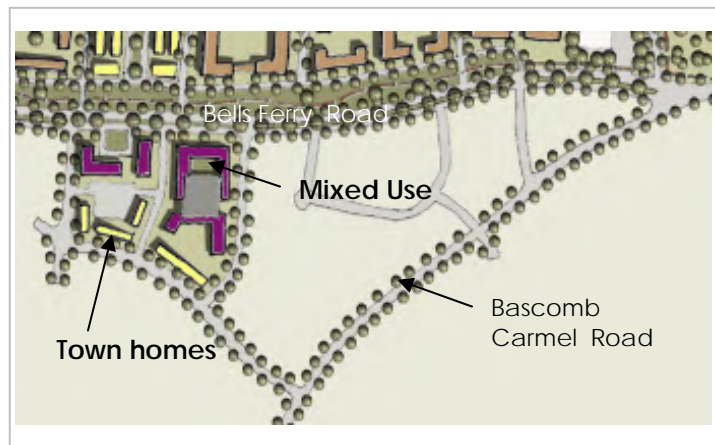 Bells Ferry Road
Mixed Use
Bascomb
Carmel Road
Town homes